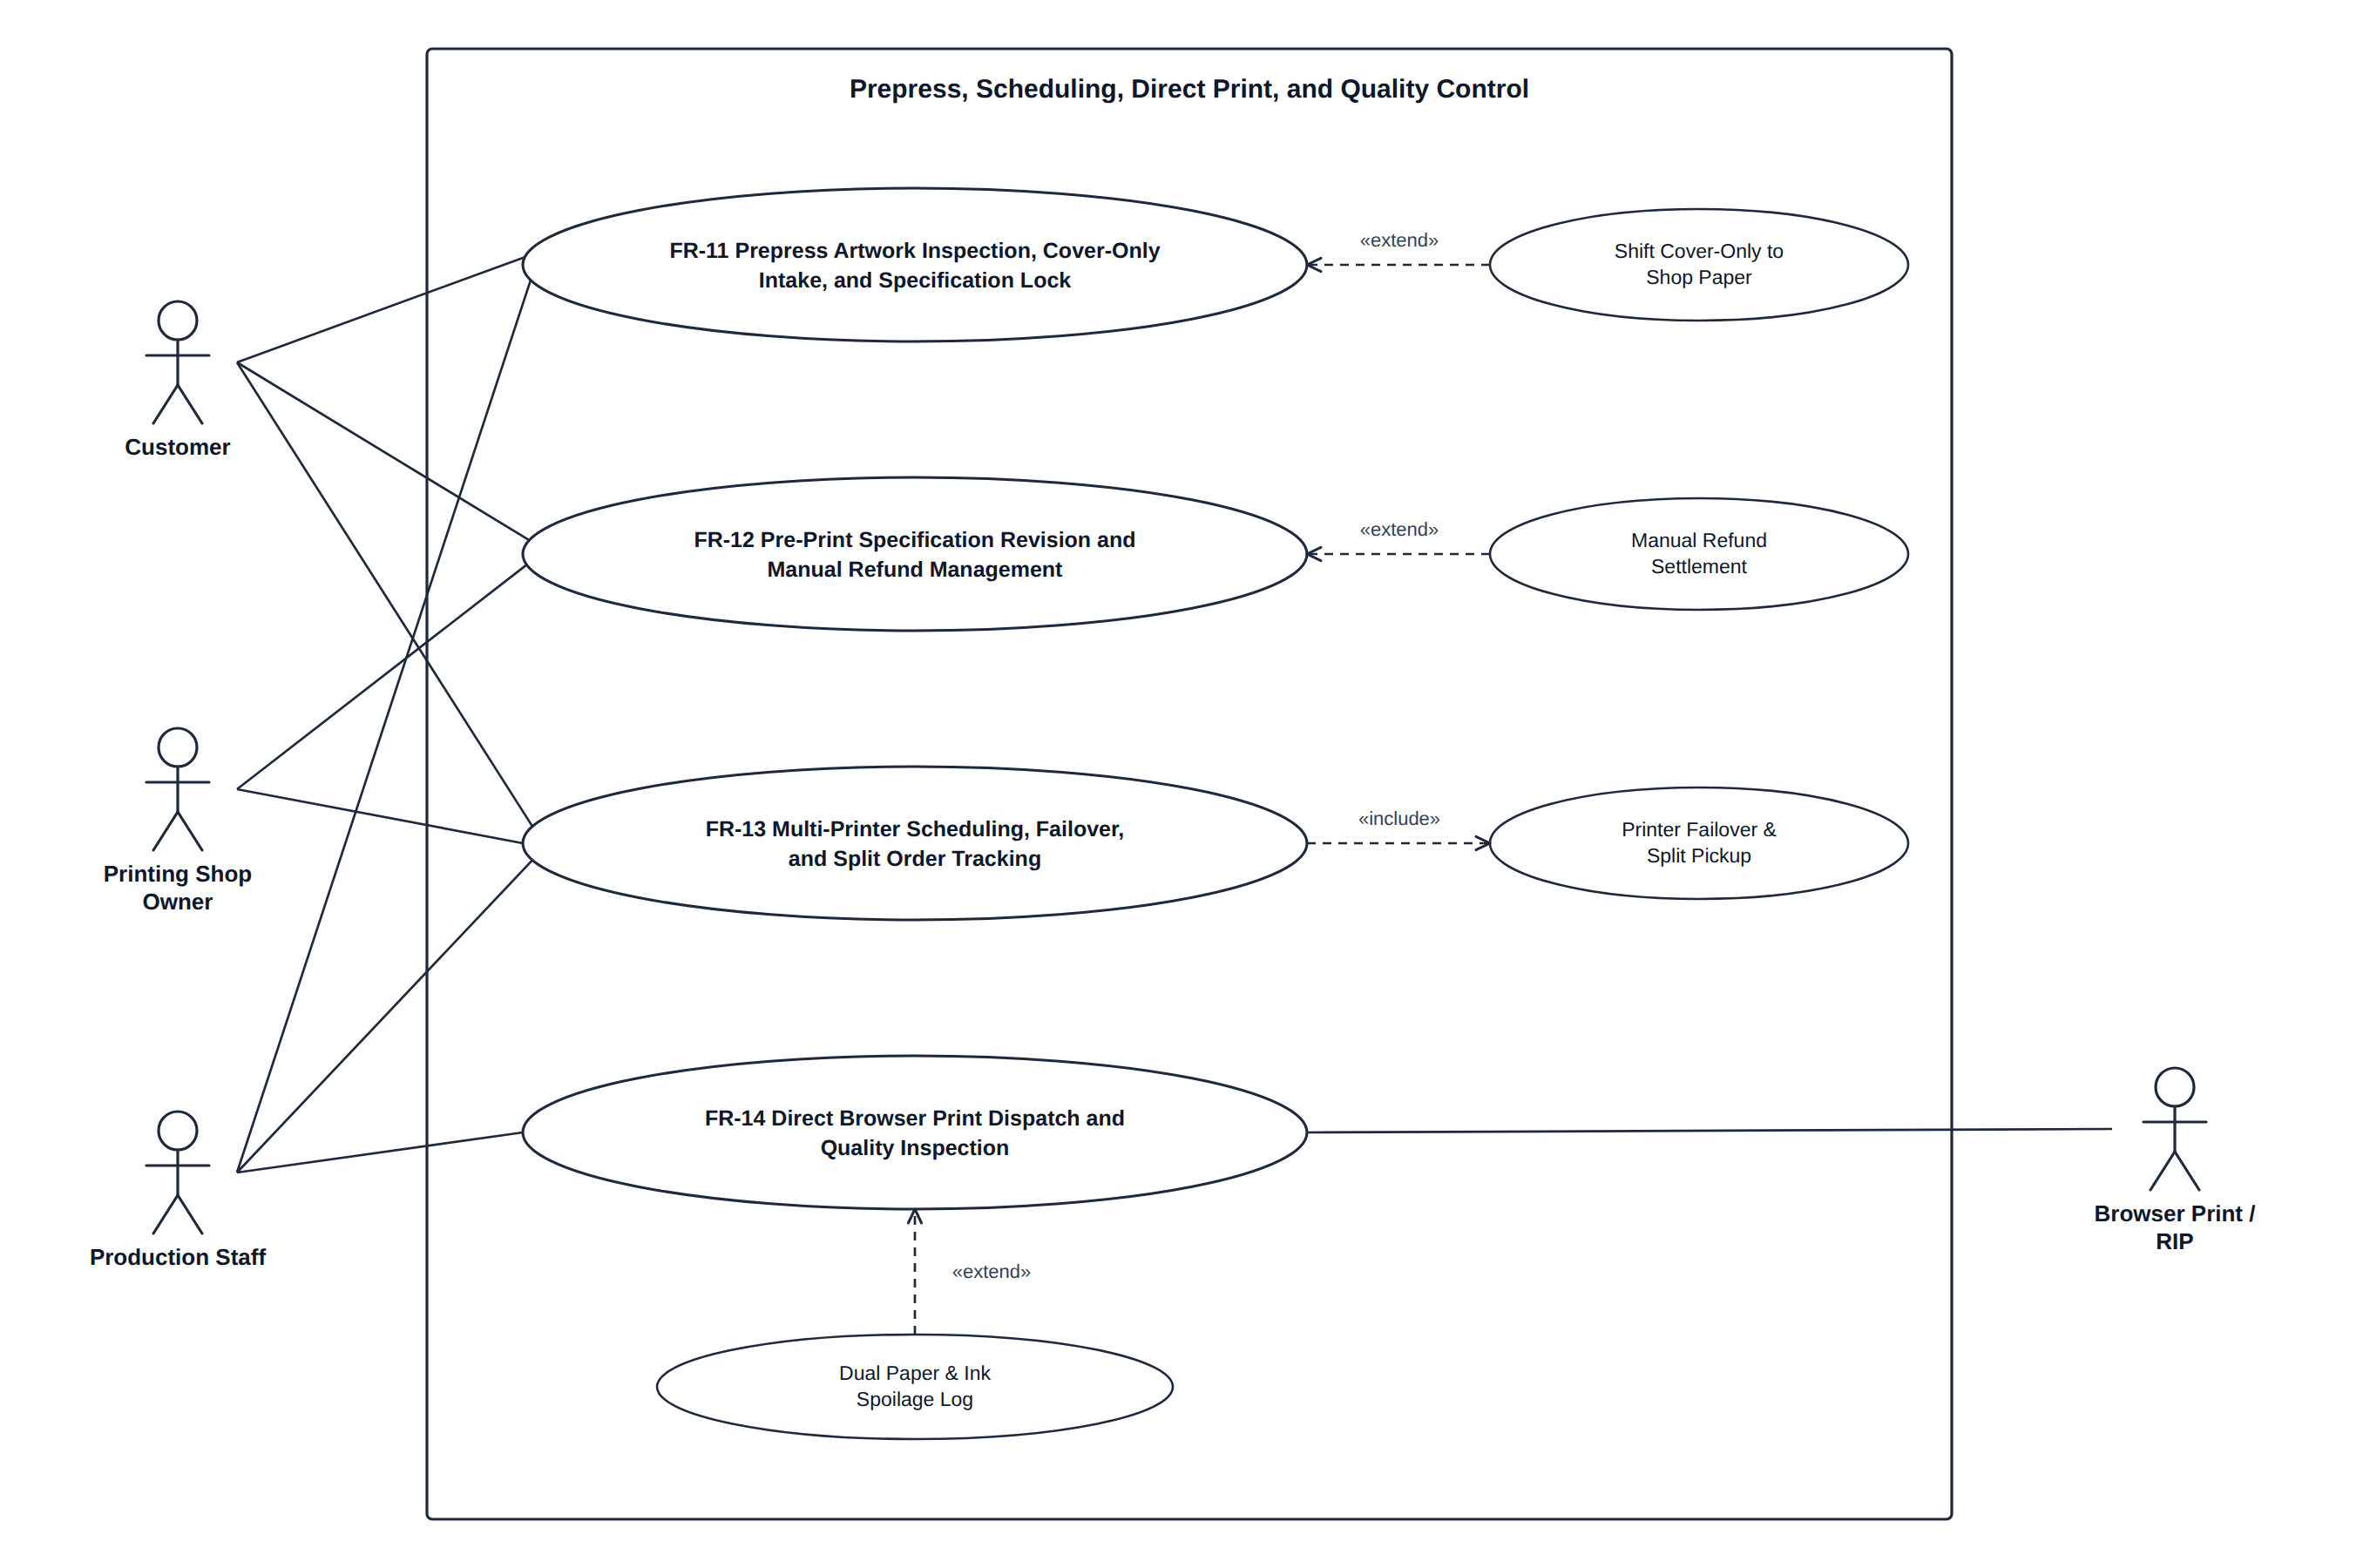 Prepress, Scheduling, Direct Print, and Quality Control
FR-11 Prepress Artwork Inspection, Cover-Only
Intake, and Specification Lock
«extend»
Shift Cover-Only to
Shop Paper
Customer
FR-12 Pre-Print Specification Revision and
Manual Refund Management
«extend»
Manual Refund
Settlement
Printing Shop
Owner
FR-13 Multi-Printer Scheduling, Failover,
and Split Order Tracking
«include»
Printer Failover &
Split Pickup
Production Staff
FR-14 Direct Browser Print Dispatch and
Quality Inspection
Browser Print /
RIP
«extend»
Dual Paper & Ink
Spoilage Log